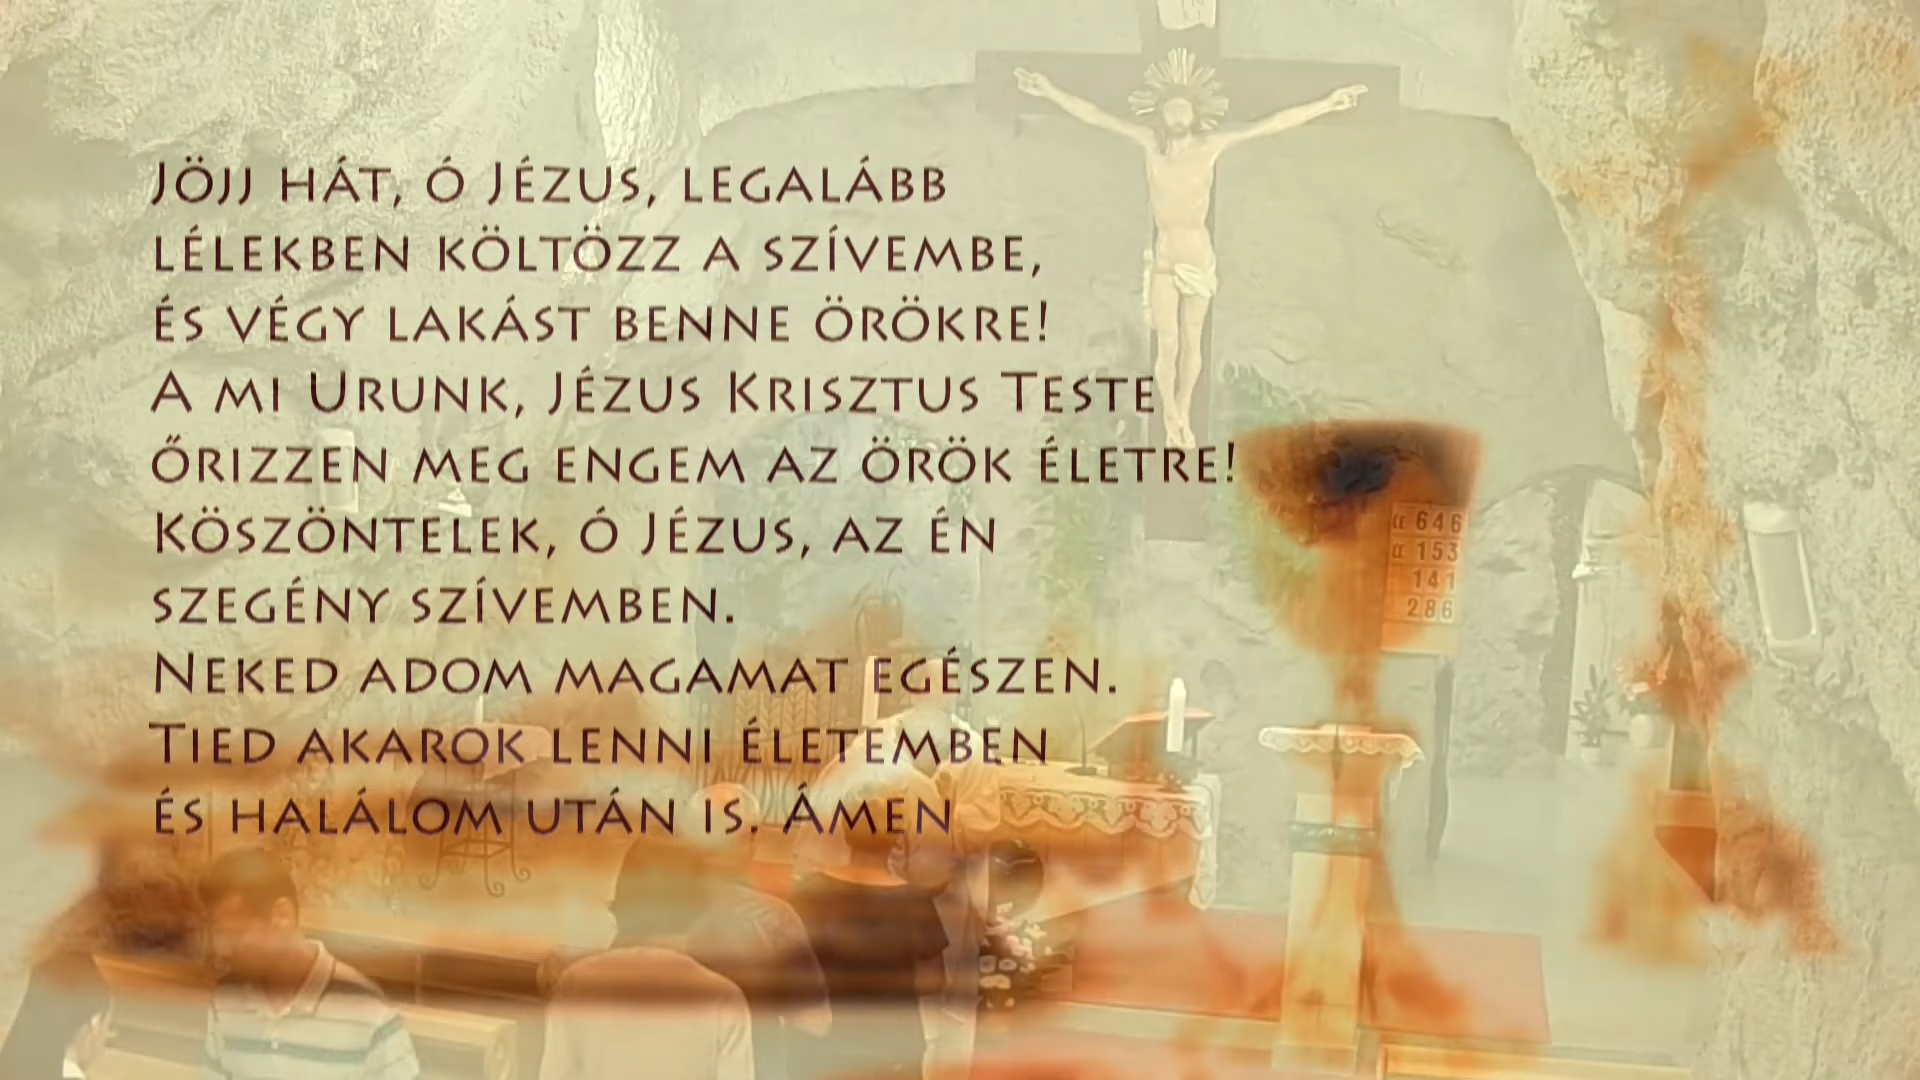 Jöjj hát, ó Jézus, legalább
lélekben költözz a szívembe,
és végy lakást benne örökre!
A mi Urunk, Jézus Krisztus Teste
őrizzen meg engem az örök életre!
Köszöntelek, ó Jézus, az én
szegény szívemben.
Neked adom magamat egészen.
Tied akarok lenni életemben
és halálom után is. Ámen
646
153
141
286